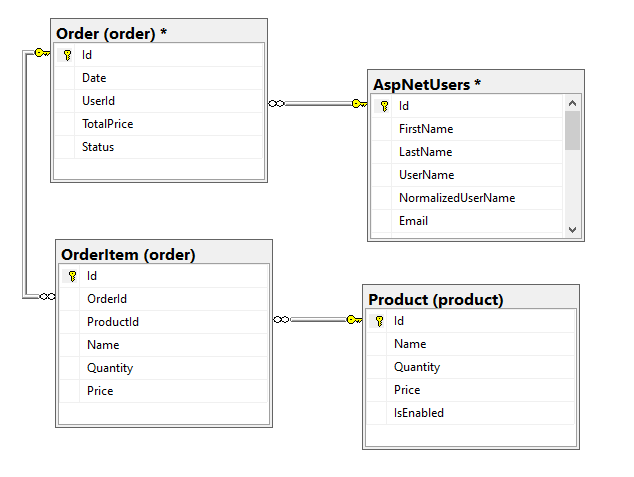 Order (order) *
Id
Date
UserId
TotalPrice
Status
AspNetUsers *
Id
FirstName
LastName
UserName
NormalizedUserName
Email
OrderItem (order)
Id
OrderId
ProductId
Name
Quantity
Price
Product (product)
Id
Name
Quantity
Price
IsEnabled